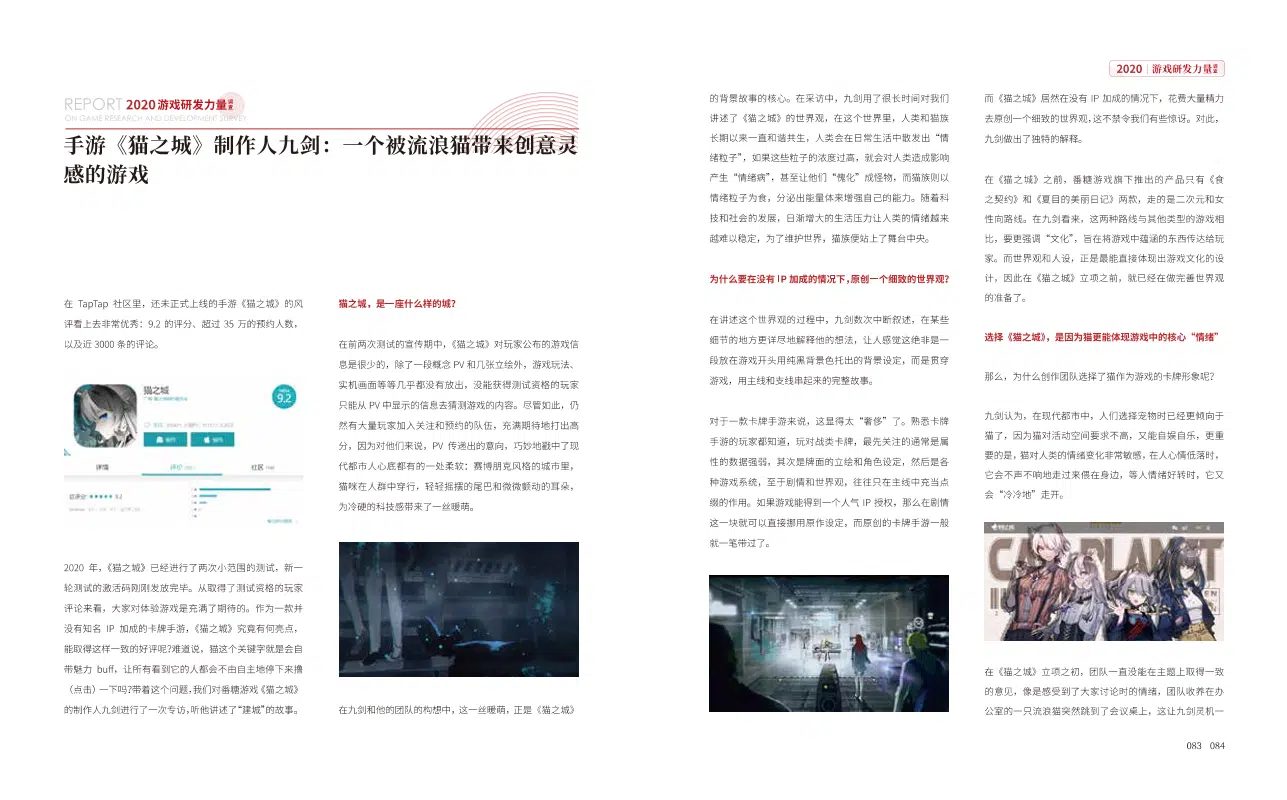 REPORT 2020游戏研发力量调查
ON GAME RESEARCH AND DEVELOPMENT SURVEY
手游《猫之城》制作人九剑：一个被流浪猫带来创意灵
感的游戏
在 TapTap 社区里，还未正式上线的手游《猫之城》的风
评看上去非常优秀：9.2 的评分、超过 35 万的预约人数，
以及近 3000 条的评论。
猫之城
9.2
详情
评价
社区
9.2
2020 年，《猫之城》已经进行了两次小范围的测试，新一
轮测试的激活码刚刚发放完毕。从取得了测试资格的玩家
评论来看，大家对体验游戏是充满了期待的。作为一款并
没有知名 IP 加成的卡牌手游，《猫之城》究竟有何亮点，
能取得这样一致的好评呢?难道说，猫这个关键字就是会自
带魅力 buff，让所有看到它的人都会不由自主地停下来撸
（点击）一下吗?带着这个问题，我们对番糖游戏《猫之城》
的制作人九剑进行了一次专访，听他讲述了“建城”的故事。
猫之城，是一座什么样的城?
在前两次测试的宣传期中，《猫之城》对玩家公布的游戏信
息是很少的，除了一段概念 PV 和几张立绘外，游戏玩法、
实机画面等等几乎都没有放出，没能获得测试资格的玩家
只能从 PV 中显示的信息去猜测游戏的内容。尽管如此，仍
然有大量玩家加入关注和预约的队伍，充满期待地打出高
分，因为对他们来说，PV 传递出的意向，巧妙地戳中了现
代都市人心底都有的一处柔软：赛博朋克风格的城市里，
猫咪在人群中穿行，轻轻摇摆的尾巴和微微颤动的耳朵，
为冷硬的科技感带来了一丝暖萌。
在九剑和他的团队的构想中，这一丝暖萌，正是《猫之城》
2020 游戏研发力量调查
的背景故事的核心。在采访中，九剑用了很长时间对我们
讲述了《猫之城》的世界观，在这个世界里，人类和猫族
长期以来一直和谐共生，人类会在日常生活中散发出“情
绪粒子”，如果这些粒子的浓度过高，就会对人类造成影响
产生“情绪病”，甚至让他们“傀化”成怪物，而猫族则以
情绪粒子为食，分泌出能量体来增强自己的能力。随着科
技和社会的发展，日渐增大的生活压力让人类的情绪越来
越难以稳定，为了维护世界，猫族便站上了舞台中央。
为什么要在没有 IP 加成的情况下，原创一个细致的世界观?
在讲述这个世界观的过程中，九剑数次中断叙述，在某些
细节的地方更详尽地解释他的想法，让人感觉这绝非是一
段放在游戏开头用纯黑背景色托出的背景设定，而是贯穿
游戏，用主线和支线串起来的完整故事。
对于一款卡牌手游来说，这显得太“奢侈”了。熟悉卡牌
手游的玩家都知道，玩对战类卡牌，最先关注的通常是属
性的数据强弱，其次是牌面的立绘和角色设定，然后是各
种游戏系统，至于剧情和世界观，往往只在主线中充当点
缀的作用。如果游戏能得到一个人气 IP 授权，那么在剧情
这一块就可以直接挪用原作设定，而原创的卡牌手游一般
就一笔带过了。
而《猫之城》居然在没有 IP 加成的情况下，花费大量精力
去原创一个细致的世界观，这不禁令我们有些惊讶。对此，
九剑做出了独特的解释。
在《猫之城》之前，番糖游戏旗下推出的产品只有《食
之契约》和《夏目的美丽日记》两款，走的是二次元和女
性向路线。在九剑看来，这两种路线与其他类型的游戏相
比，要更强调“文化”，旨在将游戏中蕴涵的东西传达给玩
家。而世界观和人设，正是最能直接体现出游戏文化的设
计，因此在《猫之城》立项之前，就已经在做完善世界观
的准备了。
选择《猫之城》，是因为猫更能体现游戏中的核心“情绪”
那么，为什么创作团队选择了猫作为游戏的卡牌形象呢?
九剑认为，在现代都市中，人们选择宠物时已经更倾向于
猫了，因为猫对活动空间要求不高，又能自娱自乐，更重
要的是，猫对人类的情绪变化非常敏感，在人心情低落时，
它会不声不响地走过来偎在身边，等人情绪好转时，它又
会“冷冷地”走开。
在《猫之城》立项之初，团队一直没能在主题上取得一致
的意见，像是感受到了大家讨论时的情绪，团队收养在办
公室的一只流浪猫突然跳到了会议桌上，这让九剑灵机一
083 084